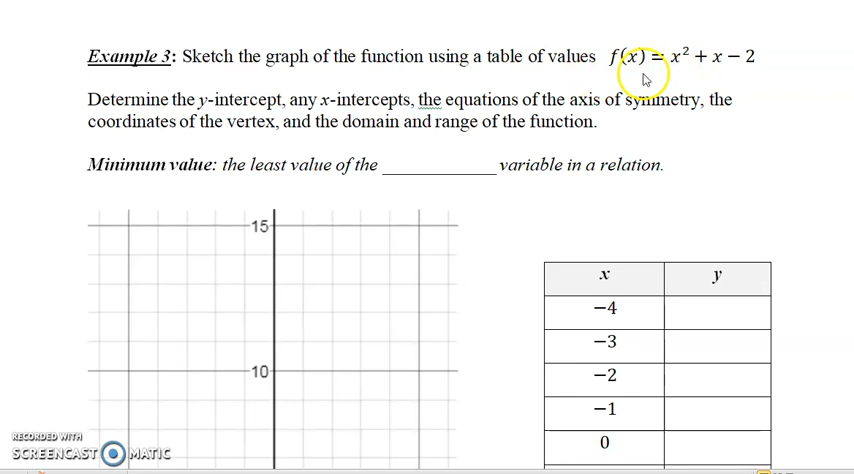 Example 3: Sketch the graph of the function using a table of values f(x) = x² + x − 2
Determine the y-intercept, any x-intercepts, the equations of the axis of symmetry, the
coordinates of the vertex, and the domain and range of the function.
Minimum value: the least value of the ____________ variable in a relation.
15
10
x y
−4
−3
−2
−1
0
RECORDED WITH
SCREENCAST MATIC